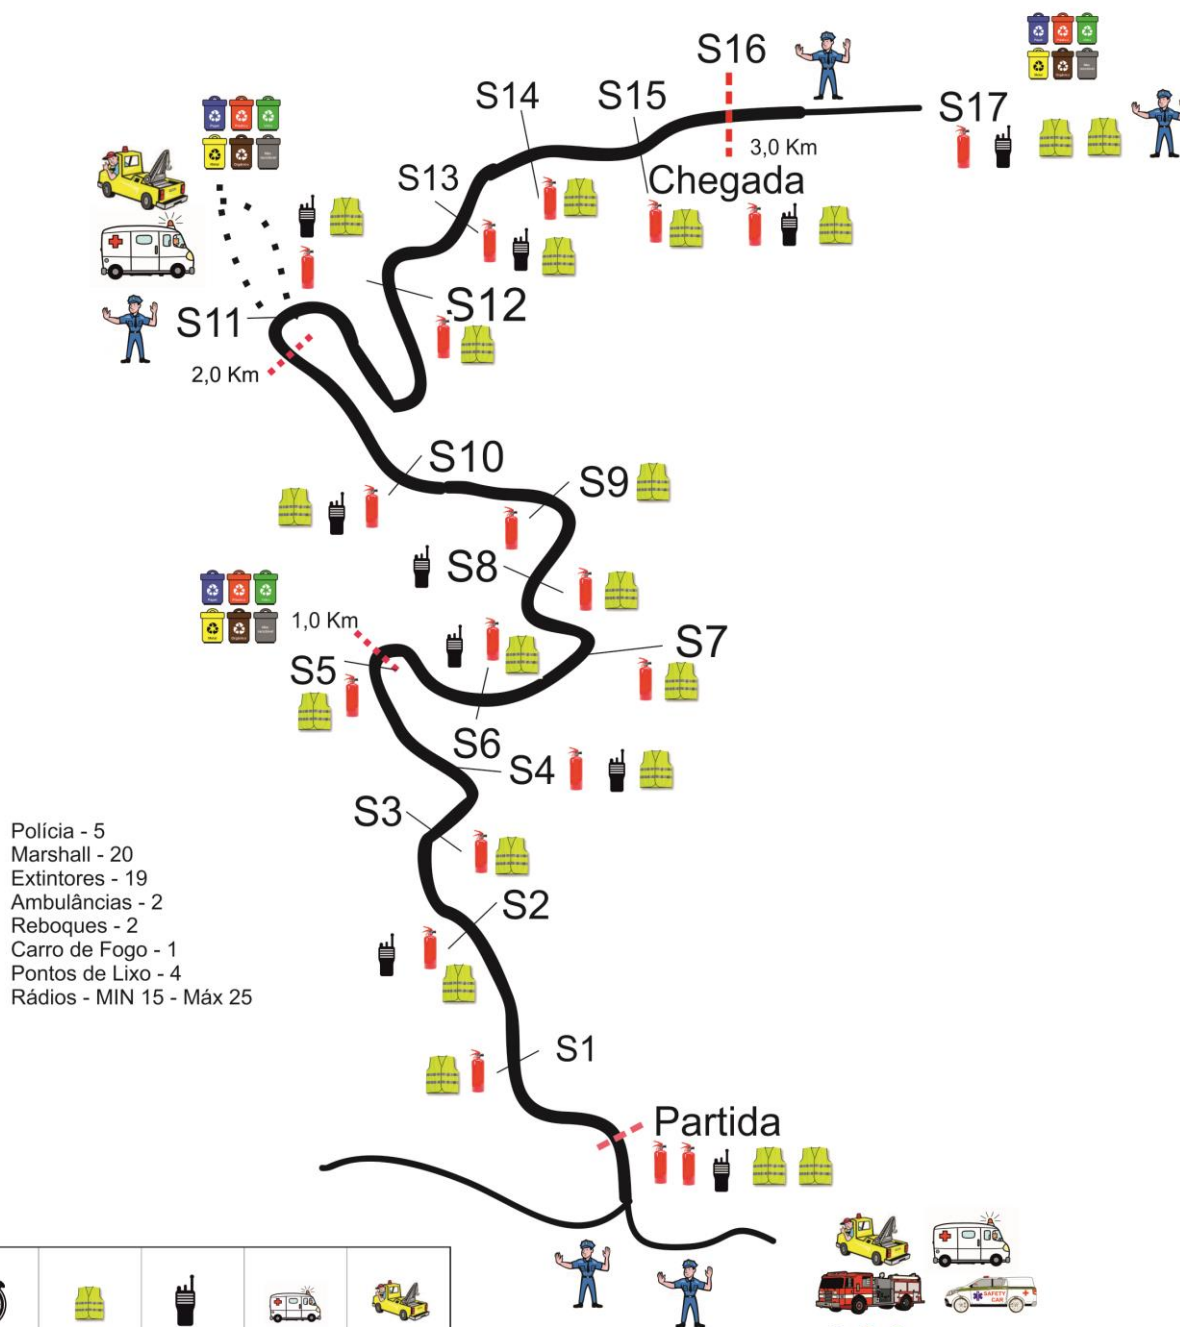 S16
S14
S15
S17
3,0 Km
Chegada
S13
S12
S11
2,0 Km
S10
S9
S8
1,0 Km
S7
S5
S6
S4
S3
S2
Polícia - 5
Marshall - 20
Extintores - 19
Ambulâncias - 2
Reboques - 2
Carro de Fogo - 1
Pontos de Lixo - 4
Rádios - MIN 15 - Máx 25
S1
Partida
SAFETY
CAR